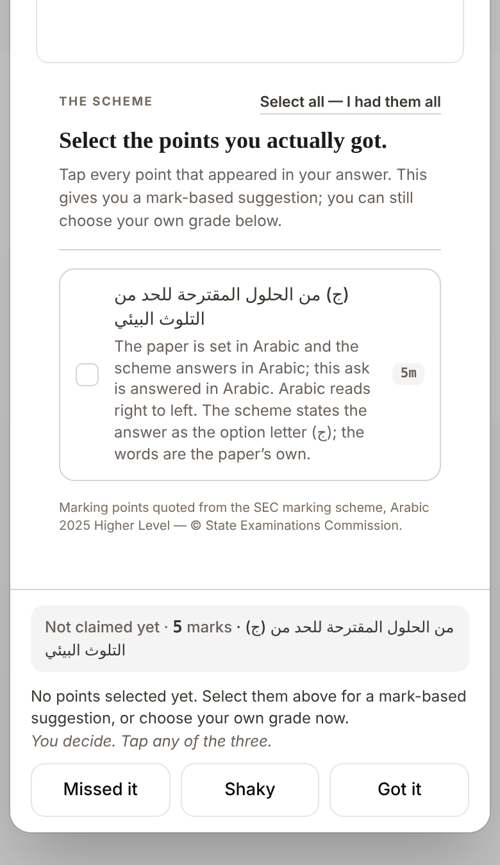 THE SCHEME
Select all — I had them all
Select the points you actually got.
Tap every point that appeared in your answer. This
gives you a mark-based suggestion; you can still
choose your own grade below.
(ج) من الحلول المقترحة للحد من
التلوث البيئي
The paper is set in Arabic and the
scheme answers in Arabic; this ask
is answered in Arabic. Arabic reads
right to left. The scheme states the
answer as the option letter (ج); the
words are the paper’s own.
5m
Marking points quoted from the SEC marking scheme, Arabic
2025 Higher Level — © State Examinations Commission.
Not claimed yet · 5 marks · (ج) من الحلول المقترحة للحد من
التلوث البيئي
No points selected yet. Select them above for a mark-based
suggestion, or choose your own grade now.
You decide. Tap any of the three.
Missed it
Shaky
Got it